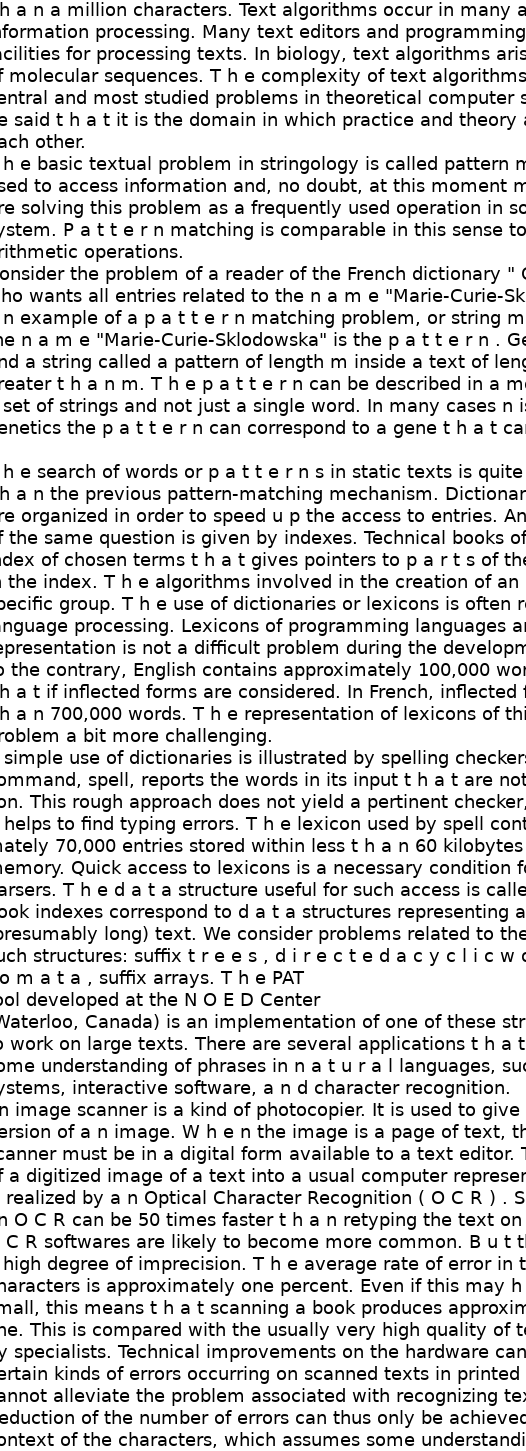 h a n a million characters. Text algorithms occur in many a
nformation processing. Many text editors and programming
acilities for processing texts. In biology, text algorithms aris
f molecular sequences. T h e complexity of text algorithms
entral and most studied problems in theoretical computer s
e said t h a t it is the domain in which practice and theory a
ach other.
h e basic textual problem in stringology is called pattern m
sed to access information and, no doubt, at this moment m
re solving this problem as a frequently used operation in so
ystem. P a t t e r n matching is comparable in this sense to
rithmetic operations.
onsider the problem of a reader of the French dictionary " G
ho wants all entries related to the n a m e "Marie-Curie-Sk
n example of a p a t t e r n matching problem, or string m
he n a m e "Marie-Curie-Sklodowska" is the p a t t e r n . Ge
nd a string called a pattern of length m inside a text of leng
reater t h a n m. T h e p a t t e r n can be described in a mo
set of strings and not just a single word. In many cases n is
enetics the p a t t e r n can correspond to a gene t h a t can
h e search of words or p a t t e r n s in static texts is quite
h a n the previous pattern-matching mechanism. Dictionar
re organized in order to speed u p the access to entries. An
f the same question is given by indexes. Technical books of
ndex of chosen terms t h a t gives pointers to p a r t s of the
n the index. T h e algorithms involved in the creation of an
pecific group. T h e use of dictionaries or lexicons is often re
anguage processing. Lexicons of programming languages ar
epresentation is not a difficult problem during the developm
o the contrary, English contains approximately 100,000 wor
h a t if inflected forms are considered. In French, inflected f
h a n 700,000 words. T h e representation of lexicons of thi
roblem a bit more challenging.
simple use of dictionaries is illustrated by spelling checkers
ommand, spell, reports the words in its input t h a t are not
on. This rough approach does not yield a pertinent checker,
helps to find typing errors. T h e lexicon used by spell cont
nately 70,000 entries stored within less t h a n 60 kilobytes
emory. Quick access to lexicons is a necessary condition fo
arsers. T h e d a t a structure useful for such access is calle
ook indexes correspond to d a t a structures representing a
presumably long) text. We consider problems related to the
uch structures: suffix t r e e s , d i r e c t e d a c y c l i c w o
o m a t a , suffix arrays. T h e PAT
ool developed at the N O E D Center
Waterloo, Canada) is an implementation of one of these str
o work on large texts. There are several applications t h a t
ome understanding of phrases in n a t u r a l languages, suc
ystems, interactive software, a n d character recognition.
n image scanner is a kind of photocopier. It is used to give
ersion of a n image. W h e n the image is a page of text, th
canner must be in a digital form available to a text editor. T
f a digitized image of a text into a usual computer represen
realized by a n Optical Character Recognition ( O C R ) . S
n O C R can be 50 times faster t h a n retyping the text on
C R softwares are likely to become more common. B u t th
high degree of imprecision. T h e average rate of error in t
haracters is approximately one percent. Even if this may h
mall, this means t h a t scanning a book produces approxim
ne. This is compared with the usually very high quality of te
y specialists. Technical improvements on the hardware can
ertain kinds of errors occurring on scanned texts in printed
annot alleviate the problem associated with recognizing tex
eduction of the number of errors can thus only be achieved
ontext of the characters, which assumes some understandi